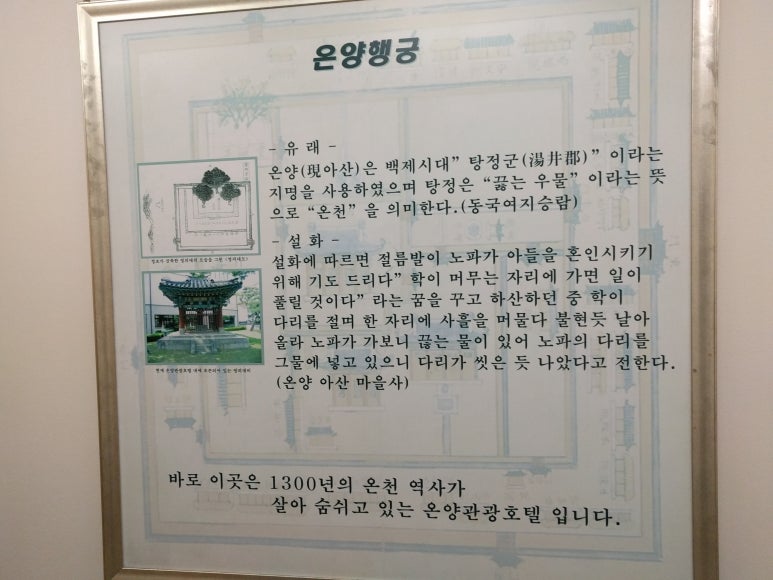 온양행궁
- 유 래 -
온양(現아산)은 백제시대" 탕정군(湯井郡)" 이라는
지명을 사용하였으며 탕정은 "끓는 우물" 이라는 뜻
으로 "온천" 을 의미한다.(동국여지승람)
- 설 화 -
설화에 따르면 절름발이 노파가 아들을 혼인시키기
위해 기도 드리다" 학이 머무는 자리에 가면 일이
풀릴 것이다" 라는 꿈을 꾸고 하산하던 중 학이
다리를 절며 한 자리에 사흘을 머물다 불현듯 날아
올라 노파가 가보니 끊는 물이 있어 노파의 다리를
그물에 넣고 있으니 다리가 씻은 듯 나았다고 전한다.
(온양 아산 마을사)
바로 이곳은 1300년의 온천 역사가
살아 숨쉬고 있는 온양관광호텔 입니다.